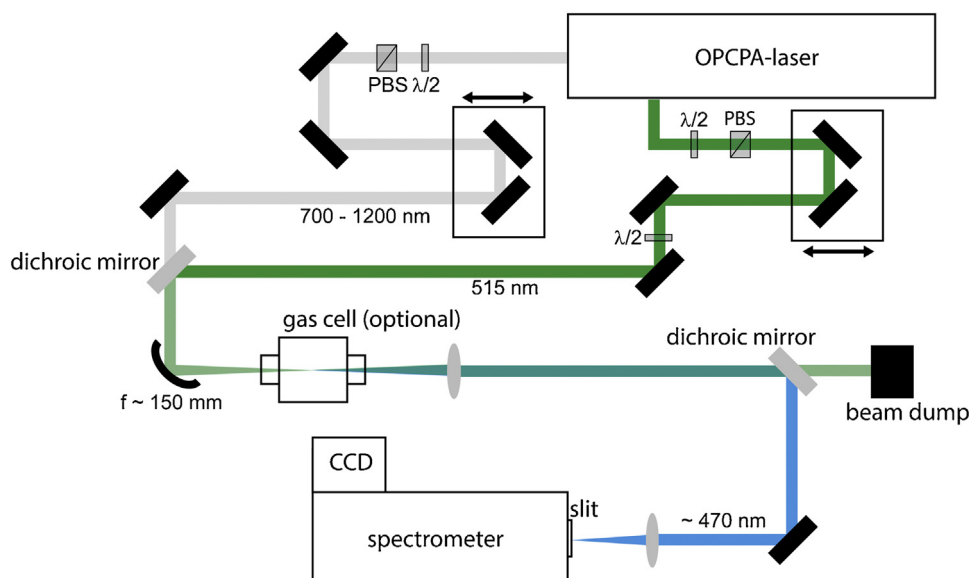 OPCPA-laser
PBS λ/2
λ/2 PBS
700 - 1200 nm
λ/2
dichroic mirror
515 nm
gas cell (optional)
dichroic mirror
f ~ 150 mm
beam dump
CCD
slit
~ 470 nm
spectrometer